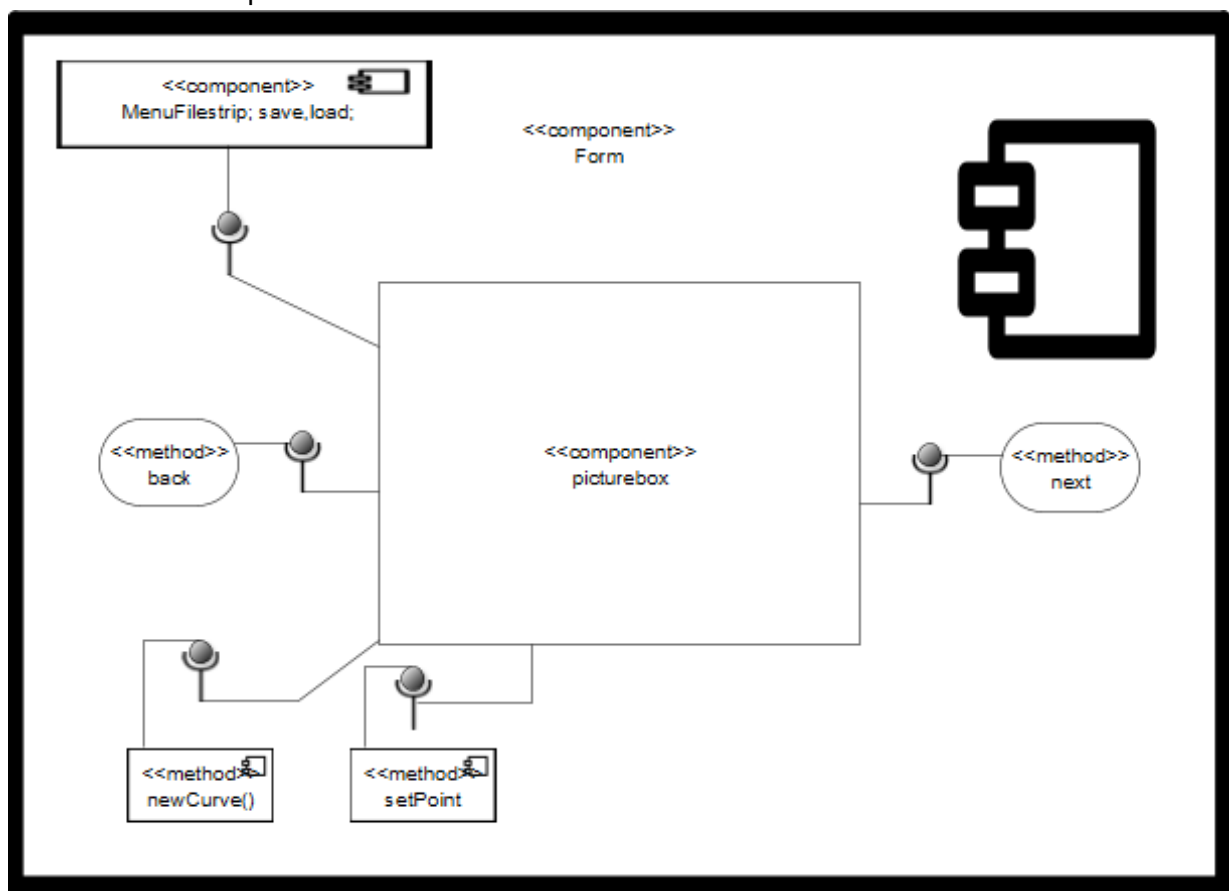 <<component>>
MenuFilestrip; save,load;
<<component>>
Form
<<method>>
back
<<component>>
picturebox
<<method>>
next
<<method>>
newCurve()
<<method>>
setPoint